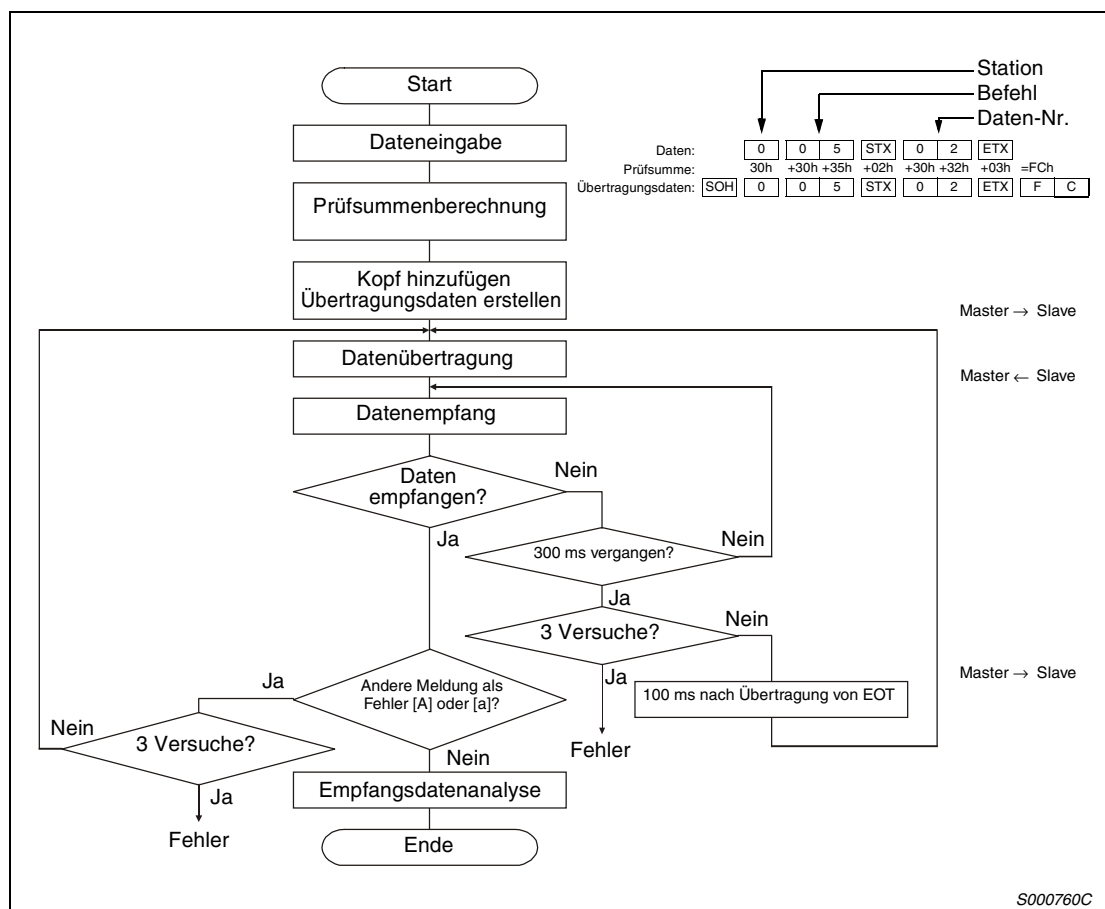 Start
Station
Befehl
Daten-Nr.
Dateneingabe
Daten: 0 0 5 STX 0 2 ETX
Prüfsumme: 30h +30h +35h +02h +30h +32h +03h =FCh
Übertragungsdaten: SOH 0 0 5 STX 0 2 ETX F C
Prüfsummenberechnung
Kopf hinzufügen
Übertragungsdaten erstellen
Master → Slave
Datenübertragung
Master ← Slave
Datenempfang
Daten
empfangen?
Nein
Ja
300 ms vergangen?
Nein
Ja
3 Versuche?
Nein
Ja
Fehler
100 ms nach Übertragung von EOT
Master → Slave
Andere Meldung als
Fehler [A] oder [a]?
Ja
Nein
3 Versuche?
Nein
Ja
Fehler
Empfangsdatenanalyse
Ende
S000760C